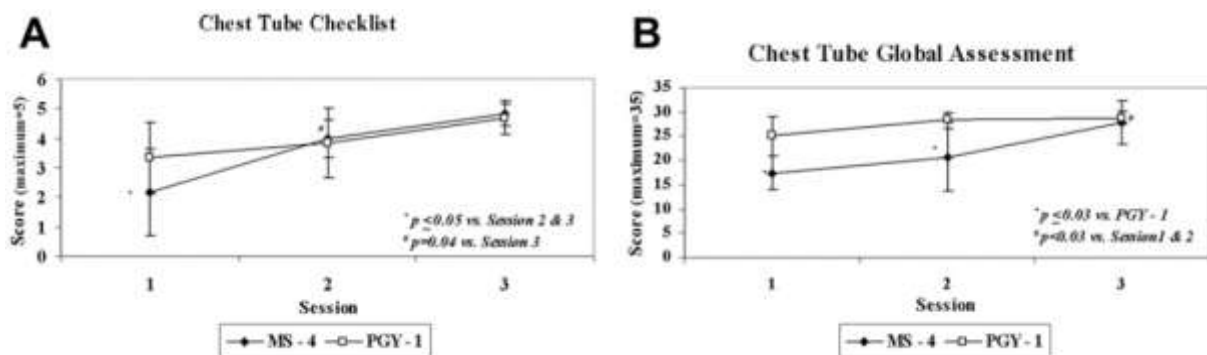 A
Chest Tube Checklist
Score (maximum=5)
6
5
4
3
2
1
0
*
#
* p ≤0.05 vs. Session 2 & 3
# p=0.04 vs. Session 3
1 2 3
Session
MS - 4 PGY - 1
B
Chest Tube Global Assessment
Score (maximum=35)
35
30
25
20
15
10
5
0
*
*
#
* p ≤0.03 vs. PGY - 1
# p<0.03 vs. Session1 & 2
1 2 3
Session
MS - 4 PGY - 1